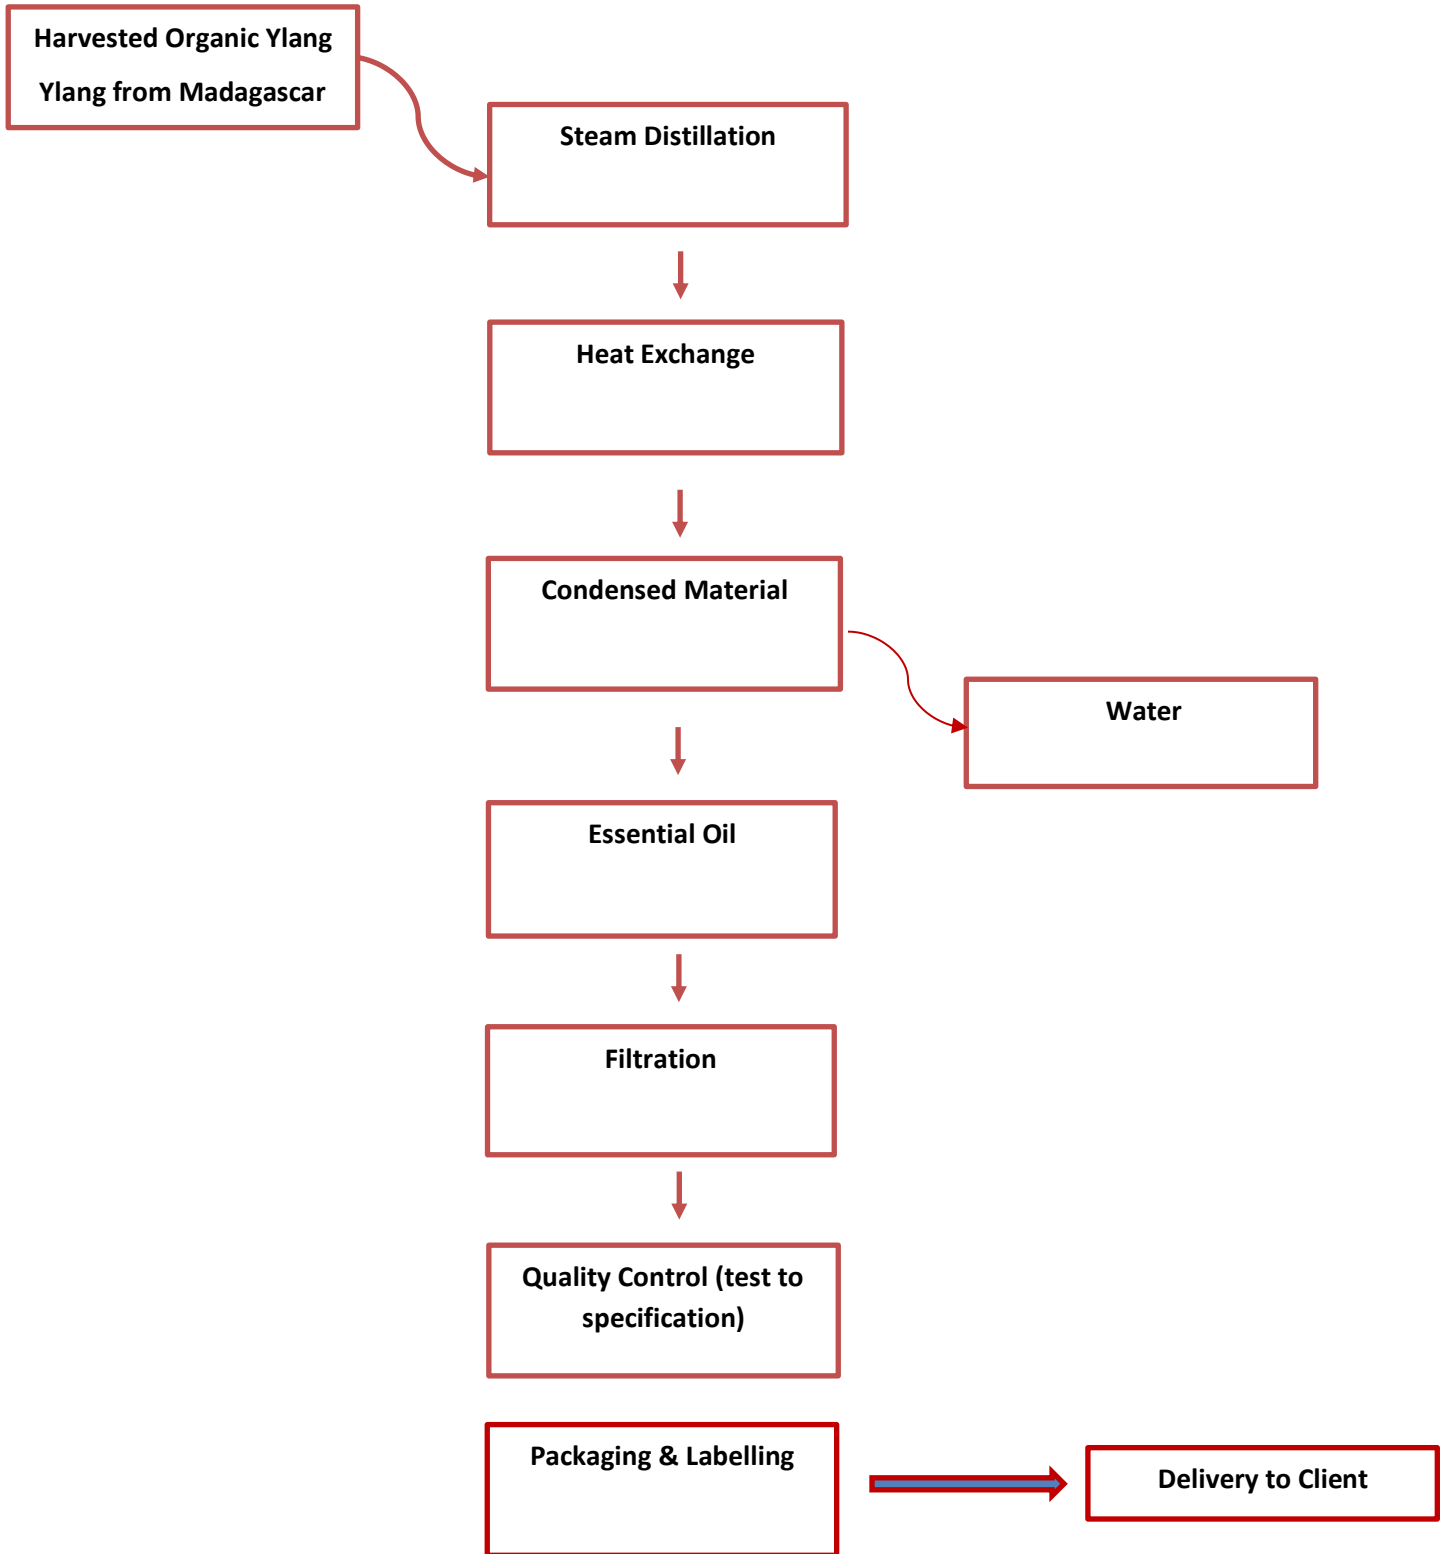 Harvested Organic Ylang
Ylang from Madagascar
Steam Distillation
Heat Exchange
Condensed Material
Water
Essential Oil
Filtration
Quality Control (test to
specification)
Packaging & Labelling
Delivery to Client